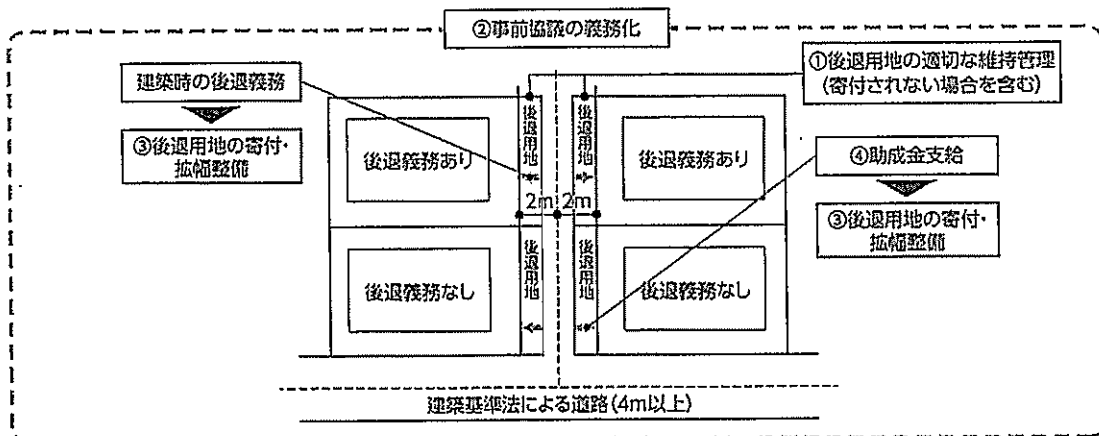 ②事前協議の義務化
建築時の後退義務
③後退用地の寄付・
拡幅整備
①後退用地の適切な維持管理
(寄付されない場合を含む)
④助成金支給
③後退用地の寄付・
拡幅整備
後退義務あり
後退用地
後退用地
後退義務あり
2m
2m
後退義務なし
後退用地
後退用地
後退義務なし
建築基準法による道路(4m以上)